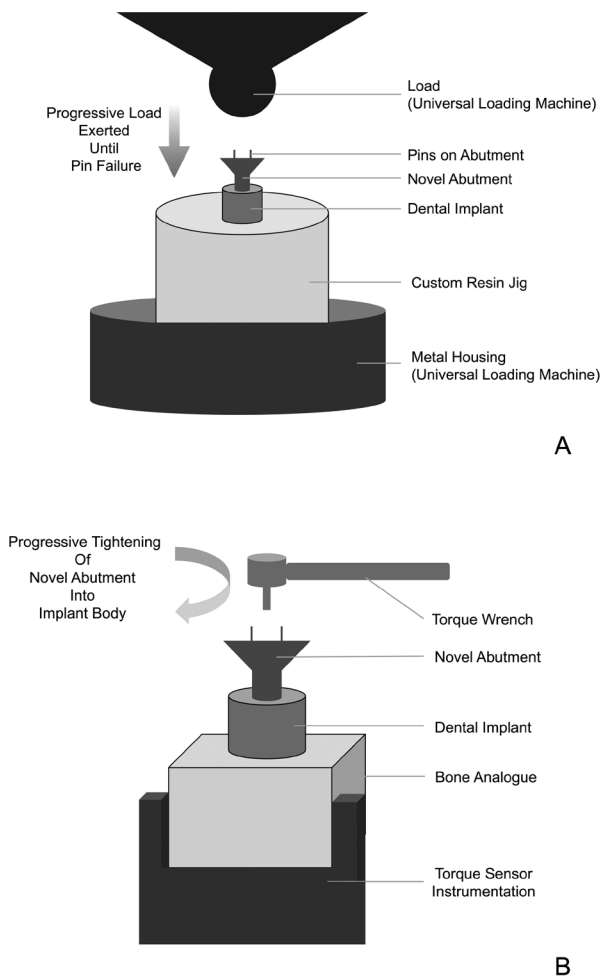 Load
(Universal Loading Machine)
Progressive Load
Exerted
Until
Pin Failure
Pins on Abutment
Novel Abutment
Dental Implant
Custom Resin Jig
Metal Housing
(Universal Loading Machine)
A
Progressive Tightening
Of
Novel Abutment
Into
Implant Body
Torque Wrench
Novel Abutment
Dental Implant
Bone Analogue
Torque Sensor
Instrumentation
B